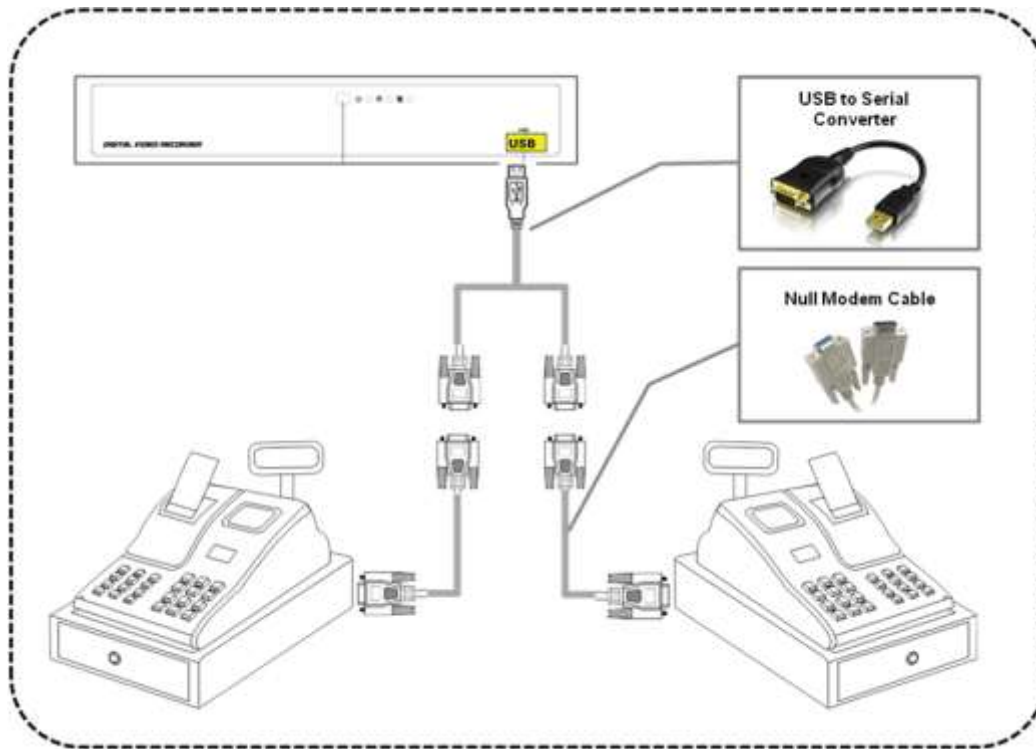 USB to Serial
Converter
DIGITAL VIDEO RECORDER
USB
Null Modem Cable